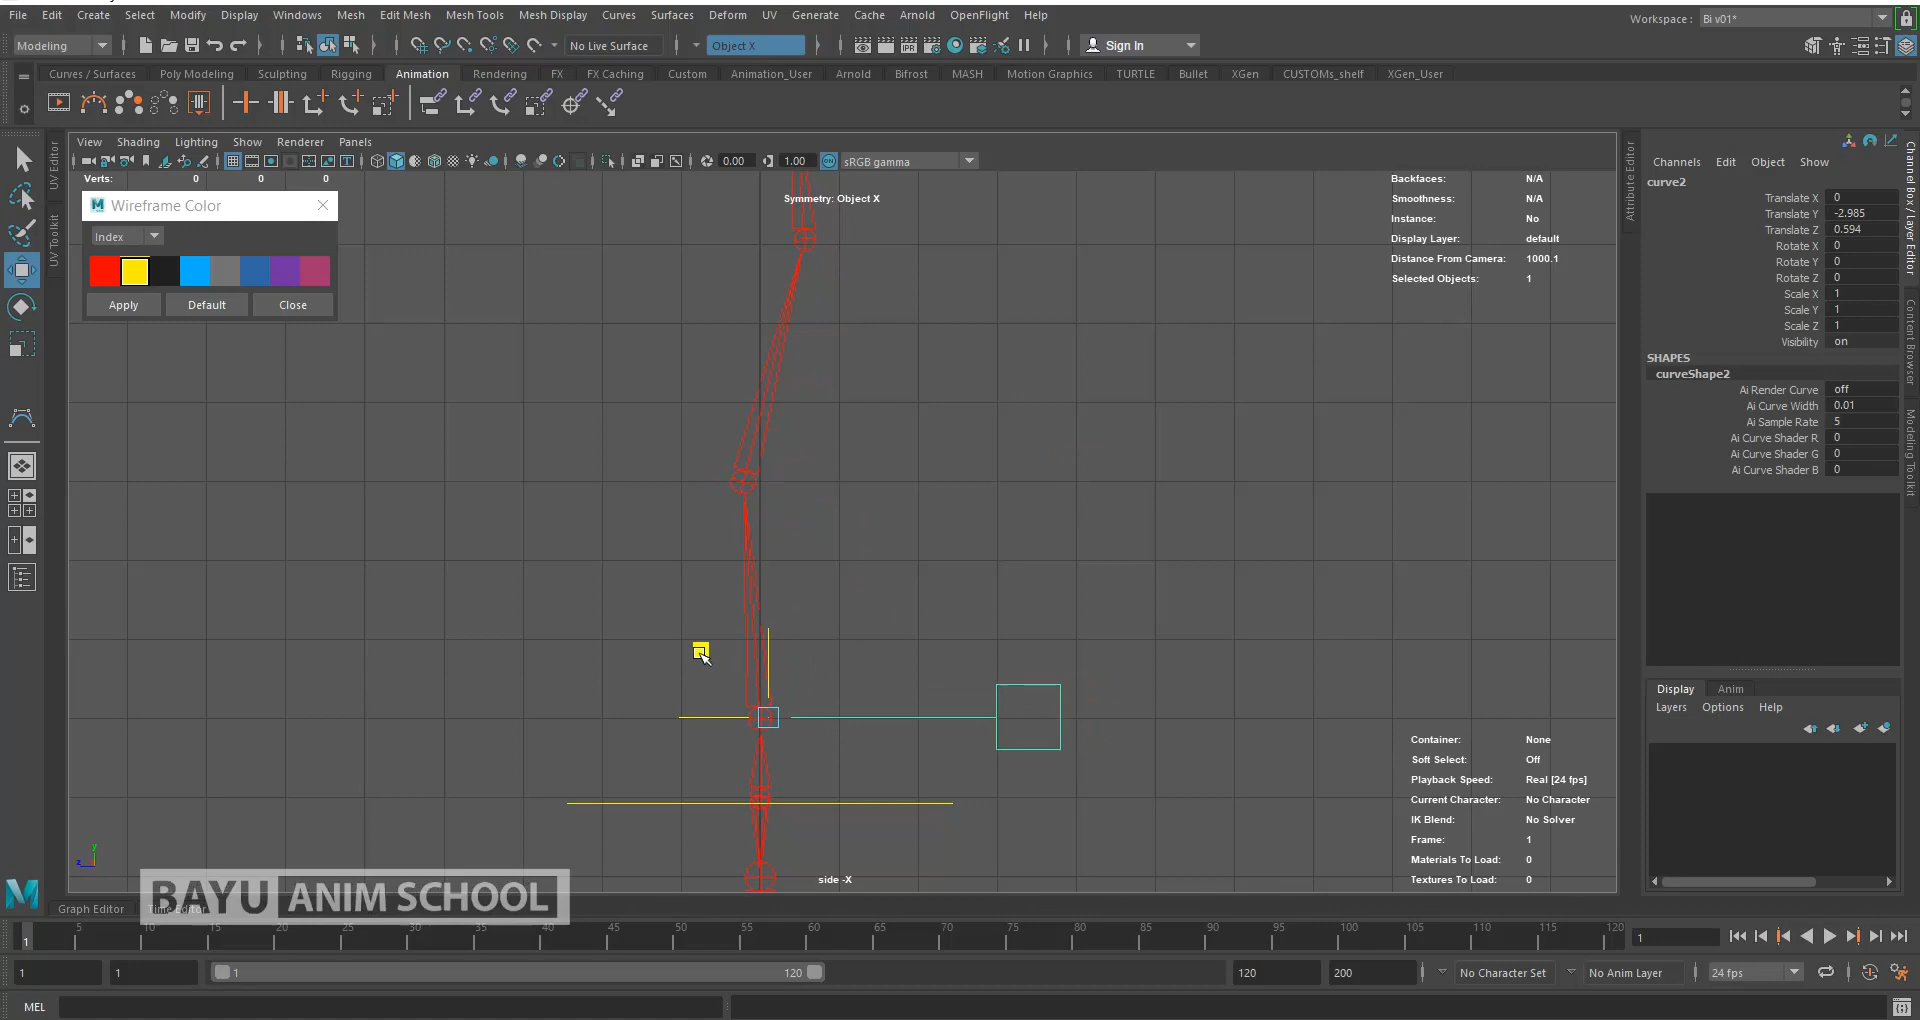 File Edit Create Select Modify Display Windows Mesh Edit Mesh Mesh Tools Mesh Display Curves Surfaces Deform UV Generate Cache Arnold OpenFlight Help
Workspace : Bi v01*
Modeling
No Live Surface
Object X
Sign In
Curves / Surfaces Poly Modeling Sculpting Rigging Animation Rendering FX FX Caching Custom Animation_User Arnold Bifrost MASH Motion Graphics TURTLE Bullet XGen CUSTOMs_shelf XGen_User
View Shading Lighting Show Renderer Panels
0.00 1.00 ON sRGB gamma
Verts: 0 0 0
Wireframe Color
Index
Apply Default Close
Symmetry: Object X
Backfaces: N/A
Smoothness: N/A
Instance: No
Display Layer: default
Distance From Camera: 1000.1
Selected Objects: 1
UV Editor
UV Toolkit
Attribute Editor
Channels Edit Object Show
curve2
Translate X 0
Translate Y -2.985
Translate Z 0.594
Rotate X 0
Rotate Y 0
Rotate Z 0
Scale X 1
Scale Y 1
Scale Z 1
Visibility on
SHAPES
curveShape2
Ai Render Curve off
Ai Curve Width 0.01
Ai Sample Rate 5
Ai Curve Shader R 0
Ai Curve Shader G 0
Ai Curve Shader B 0
Channel Box / Layer Editor
Content Browser
Modeling Toolkit
Display Anim
Layers Options Help
Container: None
Soft Select: Off
Playback Speed: Real [24 fps]
Current Character: No Character
IK Blend: No Solver
Frame: 1
Materials To Load: 0
Textures To Load: 0
y
z
side -X
BAYU ANIM SCHOOL
Graph Editor Time Editor
1 5 10 15 20 25 30 35 40 45 50 55 60 65 70 75 80 85 90 95 100 105 110 115 120
1
1 1 1 120 120 200
No Character Set No Anim Layer 24 fps
MEL